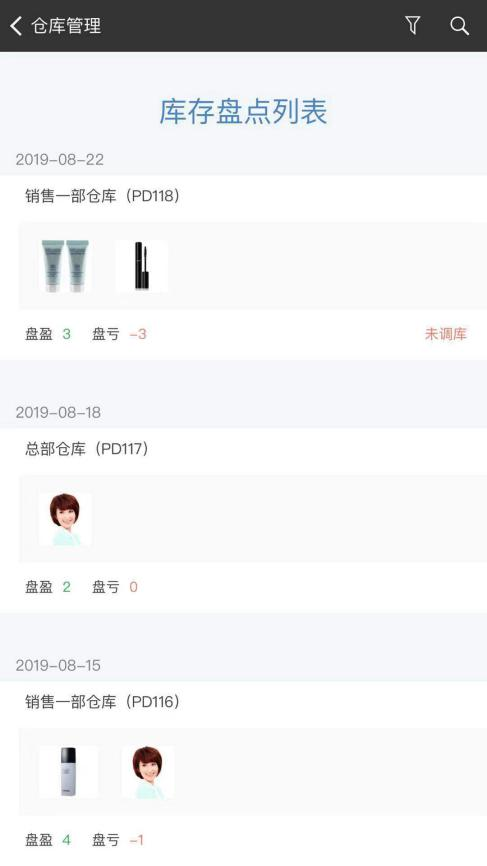 仓库管理
库存盘点列表
2019-08-22
销售一部仓库（PD118）
盘盈 3 盘亏 -3 未调库
2019-08-18
总部仓库（PD117）
盘盈 2 盘亏 0
2019-08-15
销售一部仓库（PD116）
盘盈 4 盘亏 -1